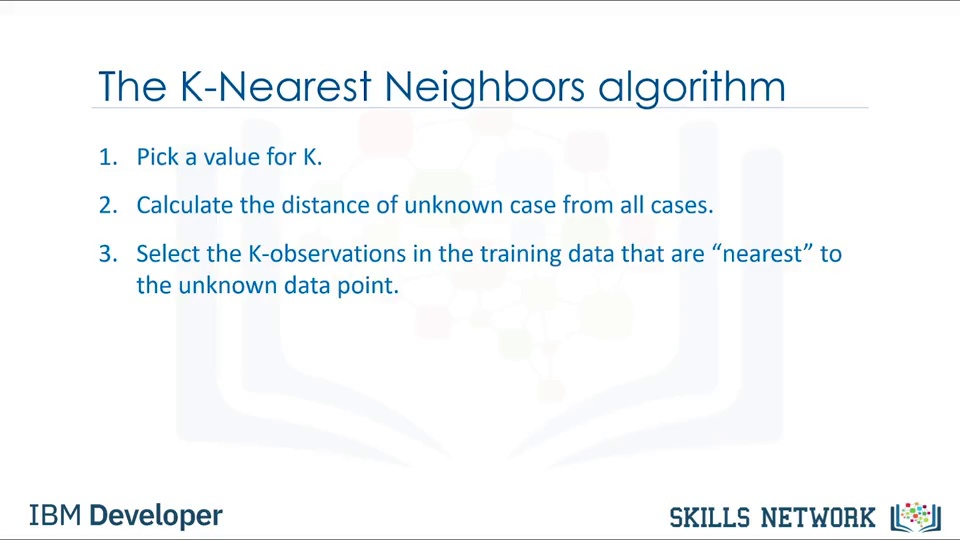 The K-Nearest Neighbors algorithm
1. Pick a value for K.
2. Calculate the distance of unknown case from all cases.
3. Select the K-observations in the training data that are “nearest” to
the unknown data point.
IBM Developer
SKILLS NETWORK